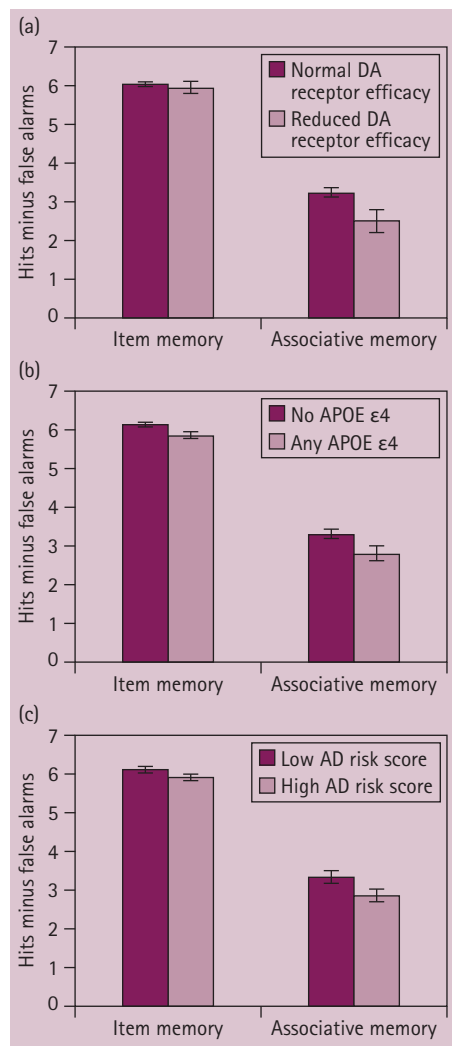 (a)
7
6
5
4
3
2
1
0
Hits minus false alarms
Normal DA
receptor efficacy
Reduced DA
receptor efficacy
Item memory
Associative memory
(b)
7
6
5
4
3
2
1
0
Hits minus false alarms
No APOE ε4
Any APOE ε4
Item memory
Associative memory
(c)
7
6
5
4
3
2
1
0
Hits minus false alarms
Low AD risk score
High AD risk score
Item memory
Associative memory